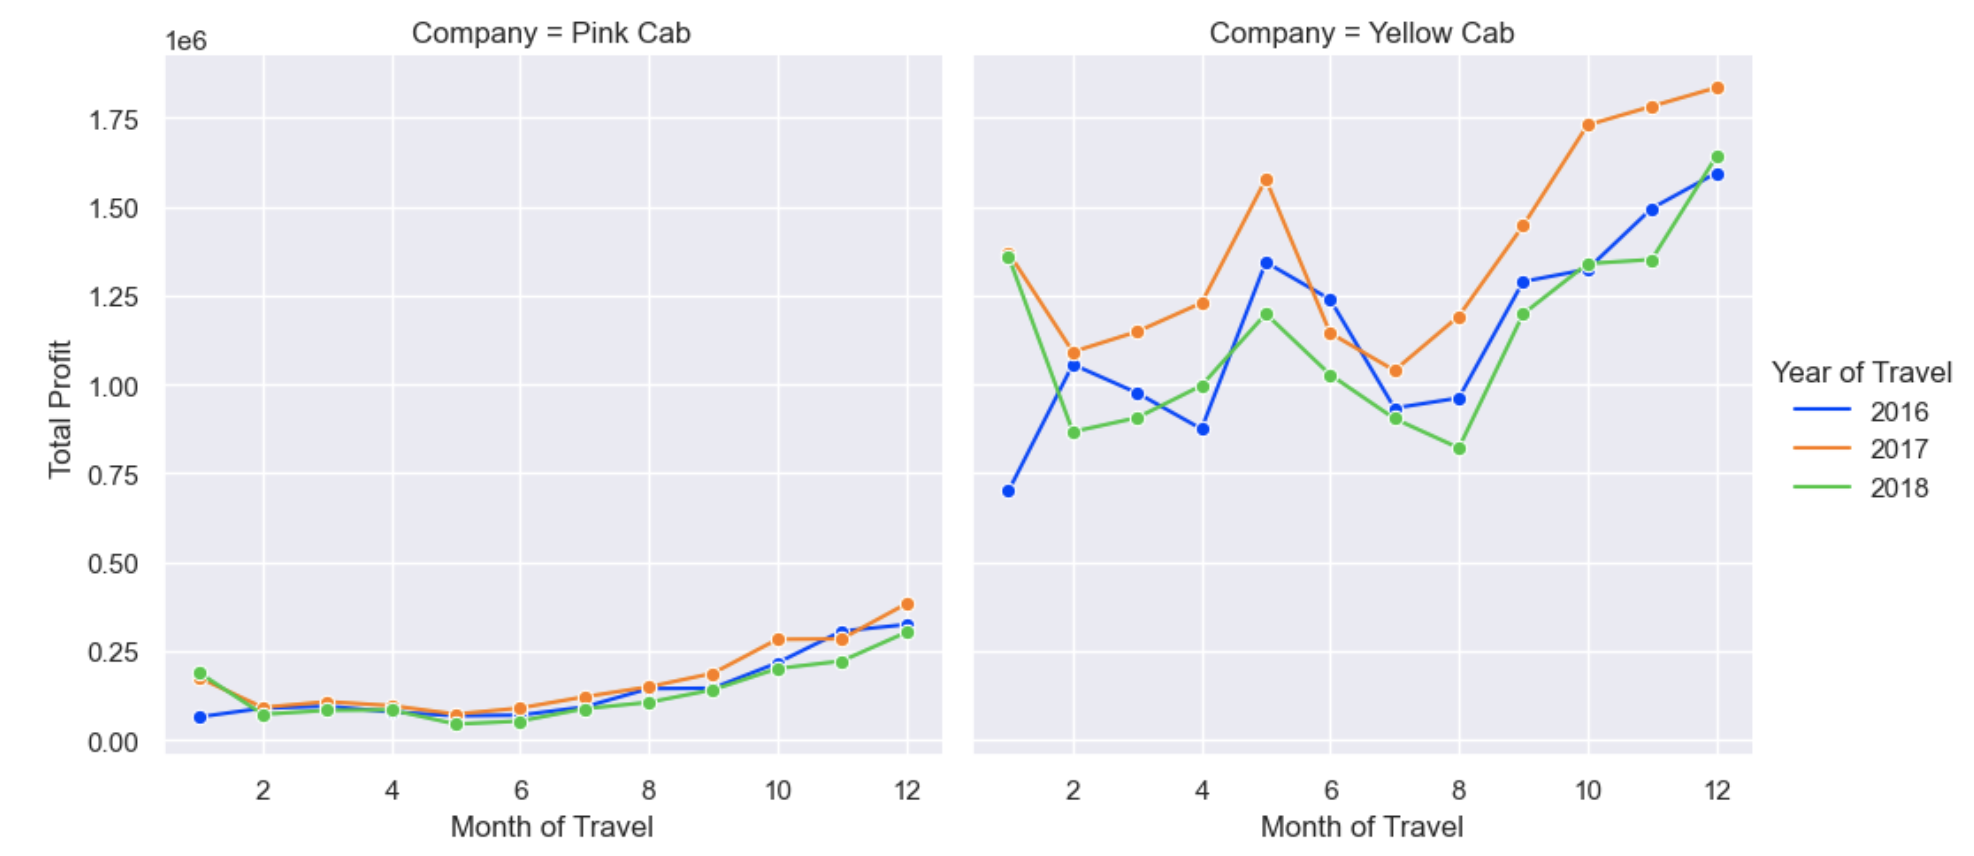 Company = Pink Cab
Company = Yellow Cab
1e6
1.75
1.50
1.25
1.00
0.75
0.50
0.25
0.00
Total Profit
2 4 6 8 10 12
2 4 6 8 10 12
Month of Travel
Month of Travel
Year of Travel
2016
2017
2018